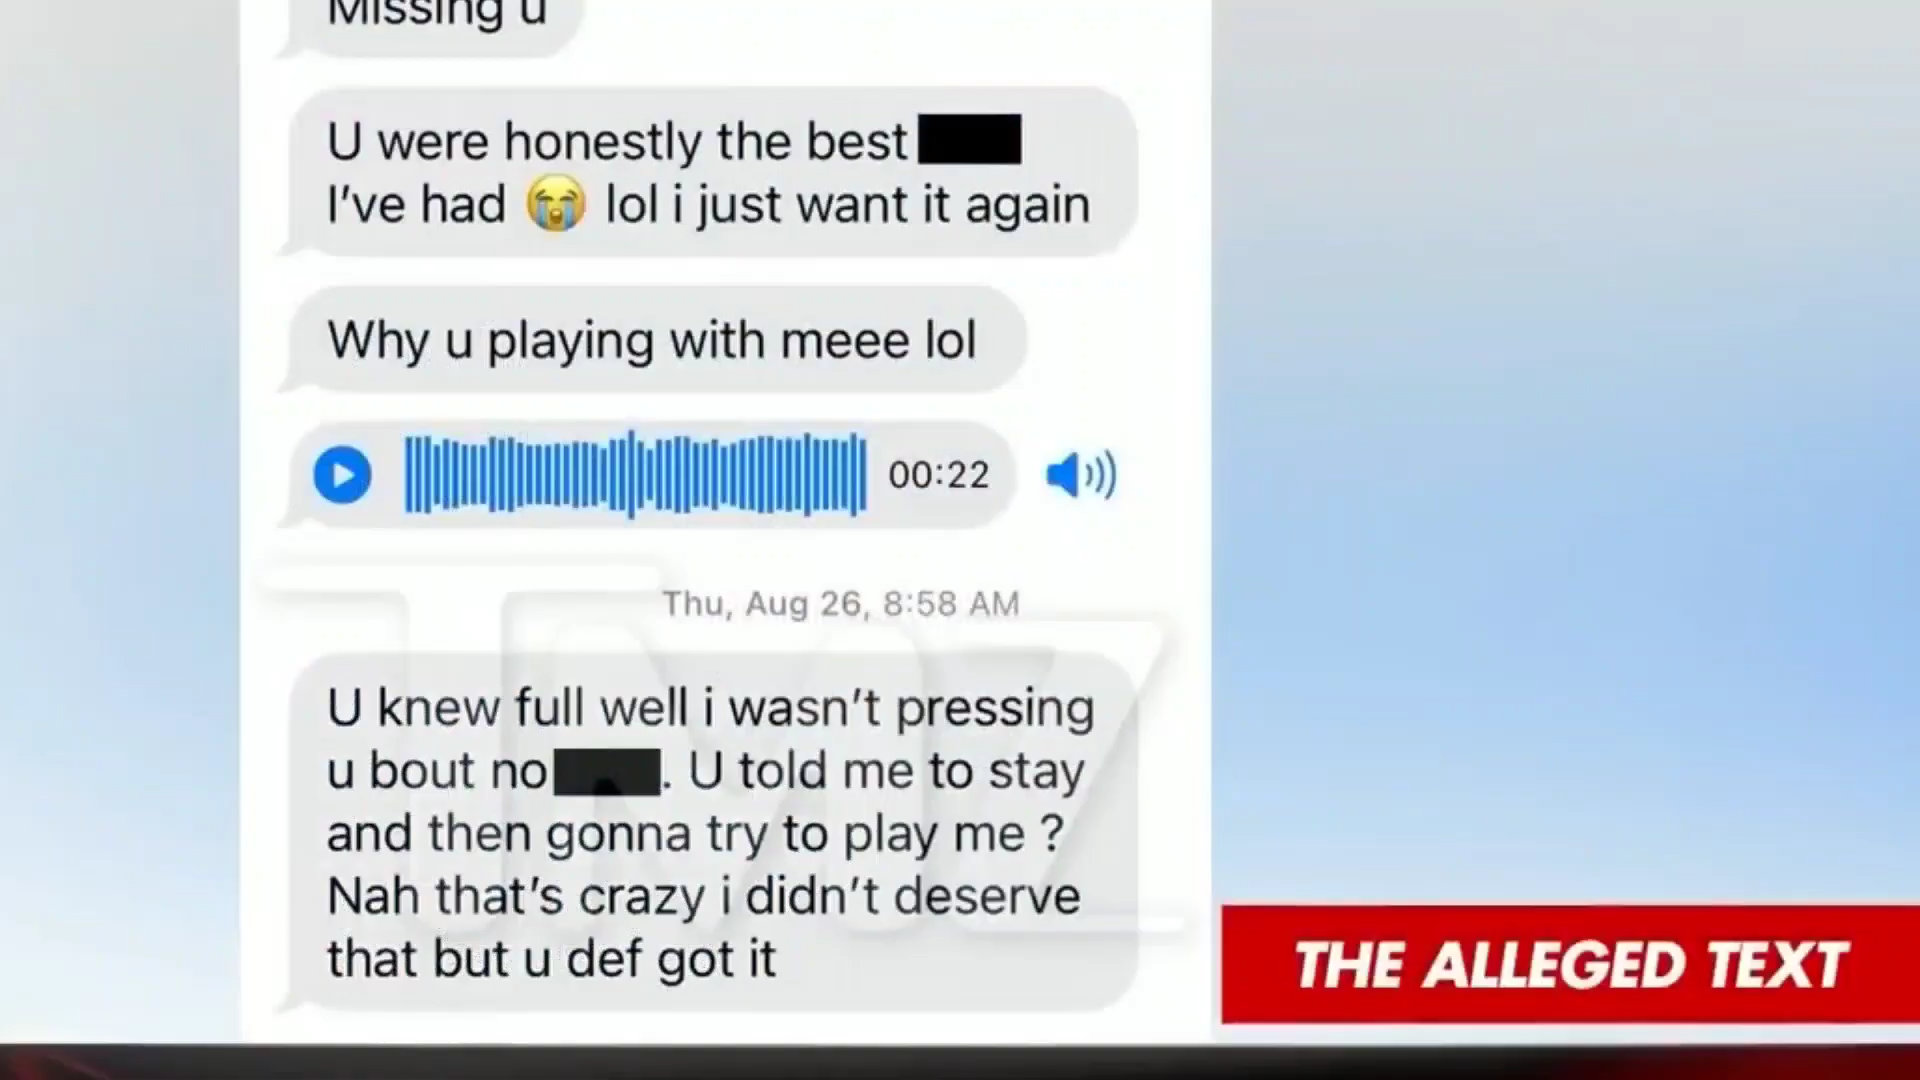 Missing u
U were honestly the best
I've had 😭 lol i just want it again
Why u playing with meee lol
00:22
Thu, Aug 26, 8:58 AM
U knew full well i wasn't pressing
u bout no . U told me to stay
and then gonna try to play me ?
Nah that's crazy i didn't deserve
that but u def got it
TMZ
THE ALLEGED TEXT